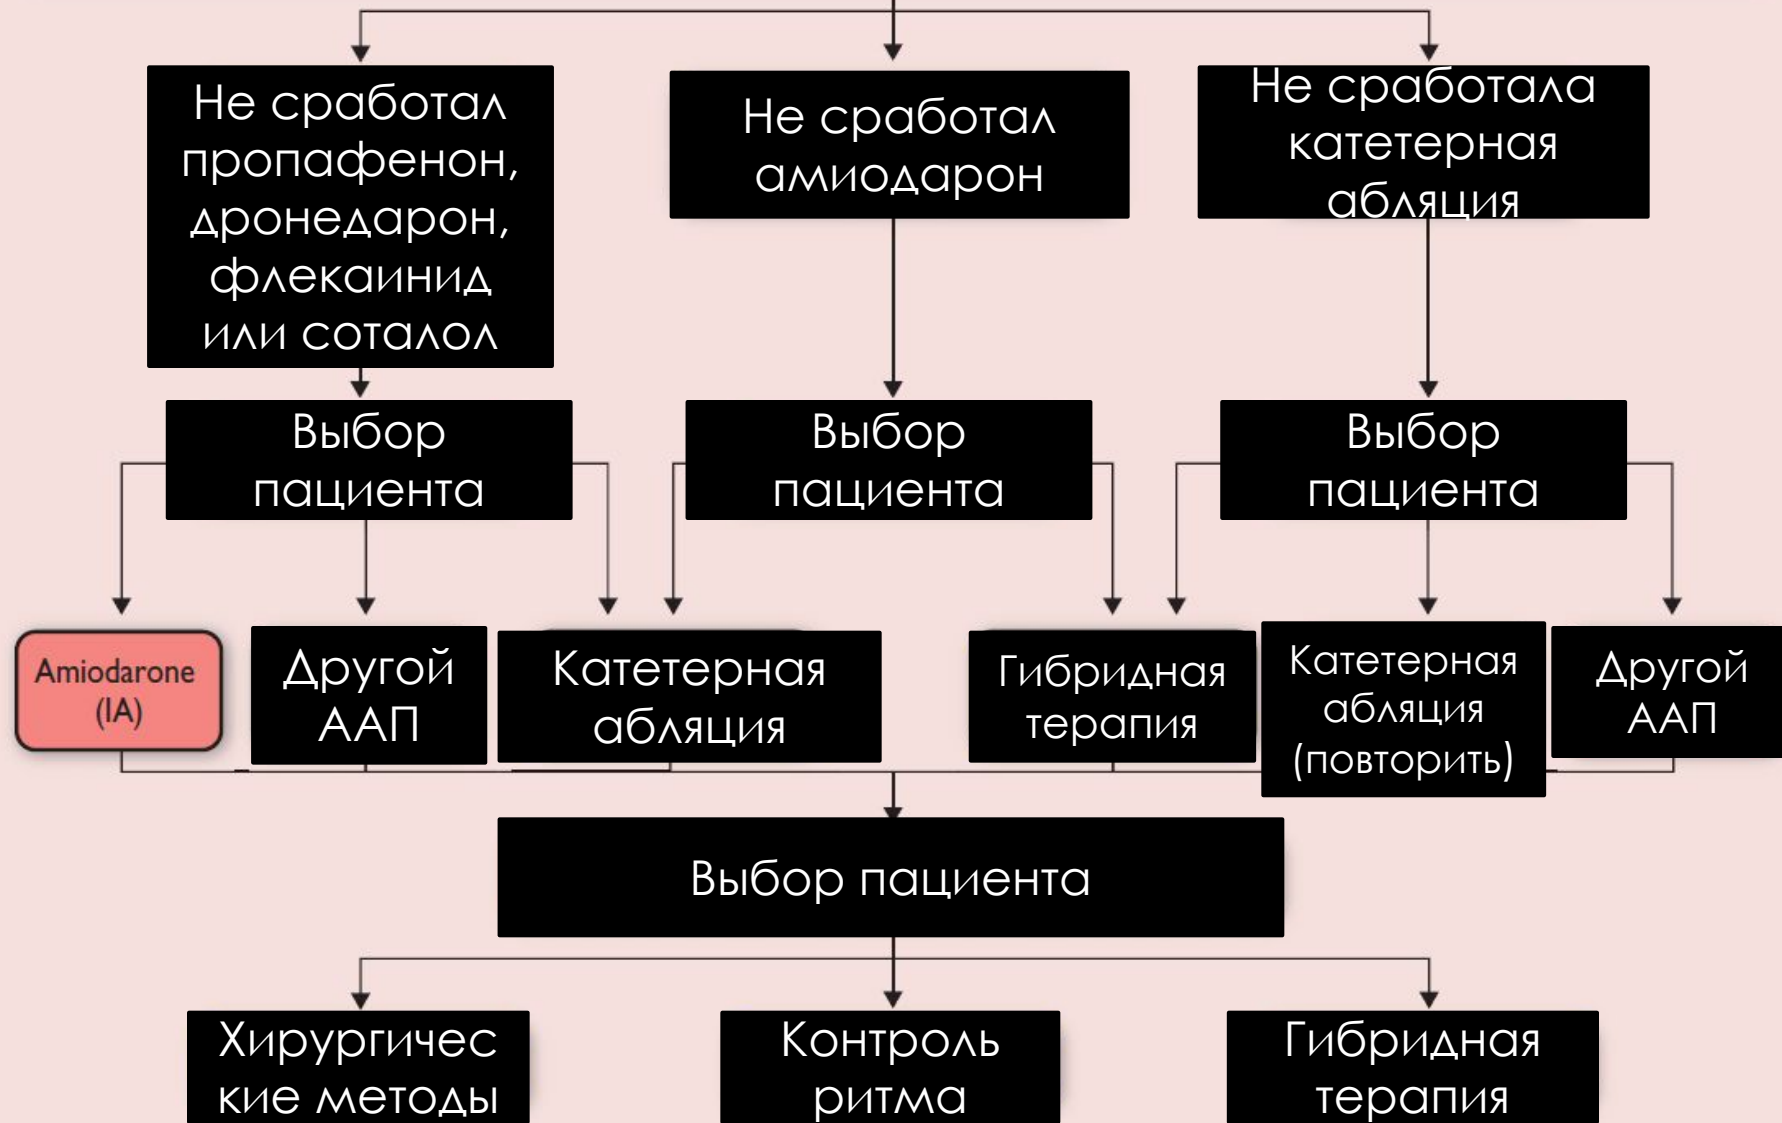 Не сработал
пропафенон,
дронедарон,
флекаинид
или соталол
Не сработал
амиодарон
Не сработала
катетерная
абляция
Выбор
пациента
Выбор
пациента
Выбор
пациента
Amiodarone
(IA)
Другой
ААП
Катетерная
абляция
Гибридная
терапия
Катетерная
абляция
(повторить)
Другой
ААП
Выбор пациента
Хирургичес
кие методы
Контроль
ритма
Гибридная
терапия